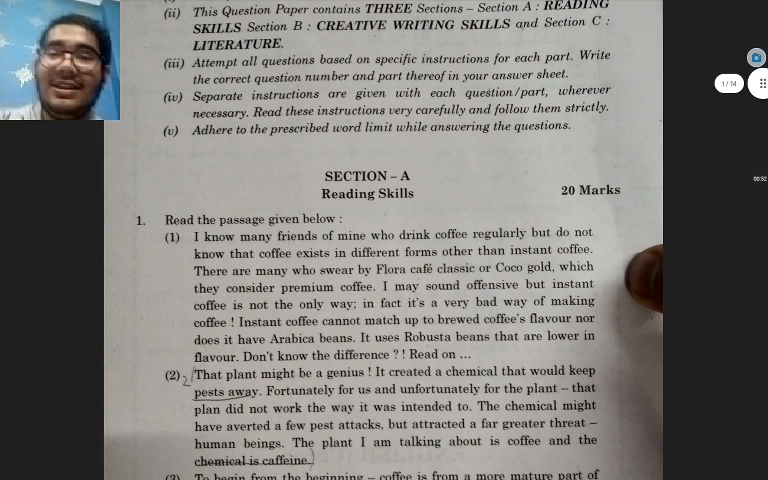 (ii) This Question Paper contains THREE Sections – Section A : READING
SKILLS Section B : CREATIVE WRITING SKILLS and Section C :
LITERATURE.
(iii) Attempt all questions based on specific instructions for each part. Write
the correct question number and part thereof in your answer sheet.
(iv) Separate instructions are given with each question/part, wherever
necessary. Read these instructions very carefully and follow them strictly.
(v) Adhere to the prescribed word limit while answering the questions.
1 / 14
00:52
SECTION – A
Reading Skills 20 Marks
1. Read the passage given below :
(1) I know many friends of mine who drink coffee regularly but do not
know that coffee exists in different forms other than instant coffee.
There are many who swear by Flora café classic or Coco gold, which
they consider premium coffee. I may sound offensive but instant
coffee is not the only way; in fact it's a very bad way of making
coffee ! Instant coffee cannot match up to brewed coffee's flavour nor
does it have Arabica beans. It uses Robusta beans that are lower in
flavour. Don't know the difference ? ! Read on ...
(2) That plant might be a genius ! It created a chemical that would keep
pests away. Fortunately for us and unfortunately for the plant – that
plan did not work the way it was intended to. The chemical might
have averted a few pest attacks, but attracted a far greater threat –
human beings. The plant I am talking about is coffee and the
chemical is caffeine.
(3) To begin from the beginning – coffee is from a more mature part of